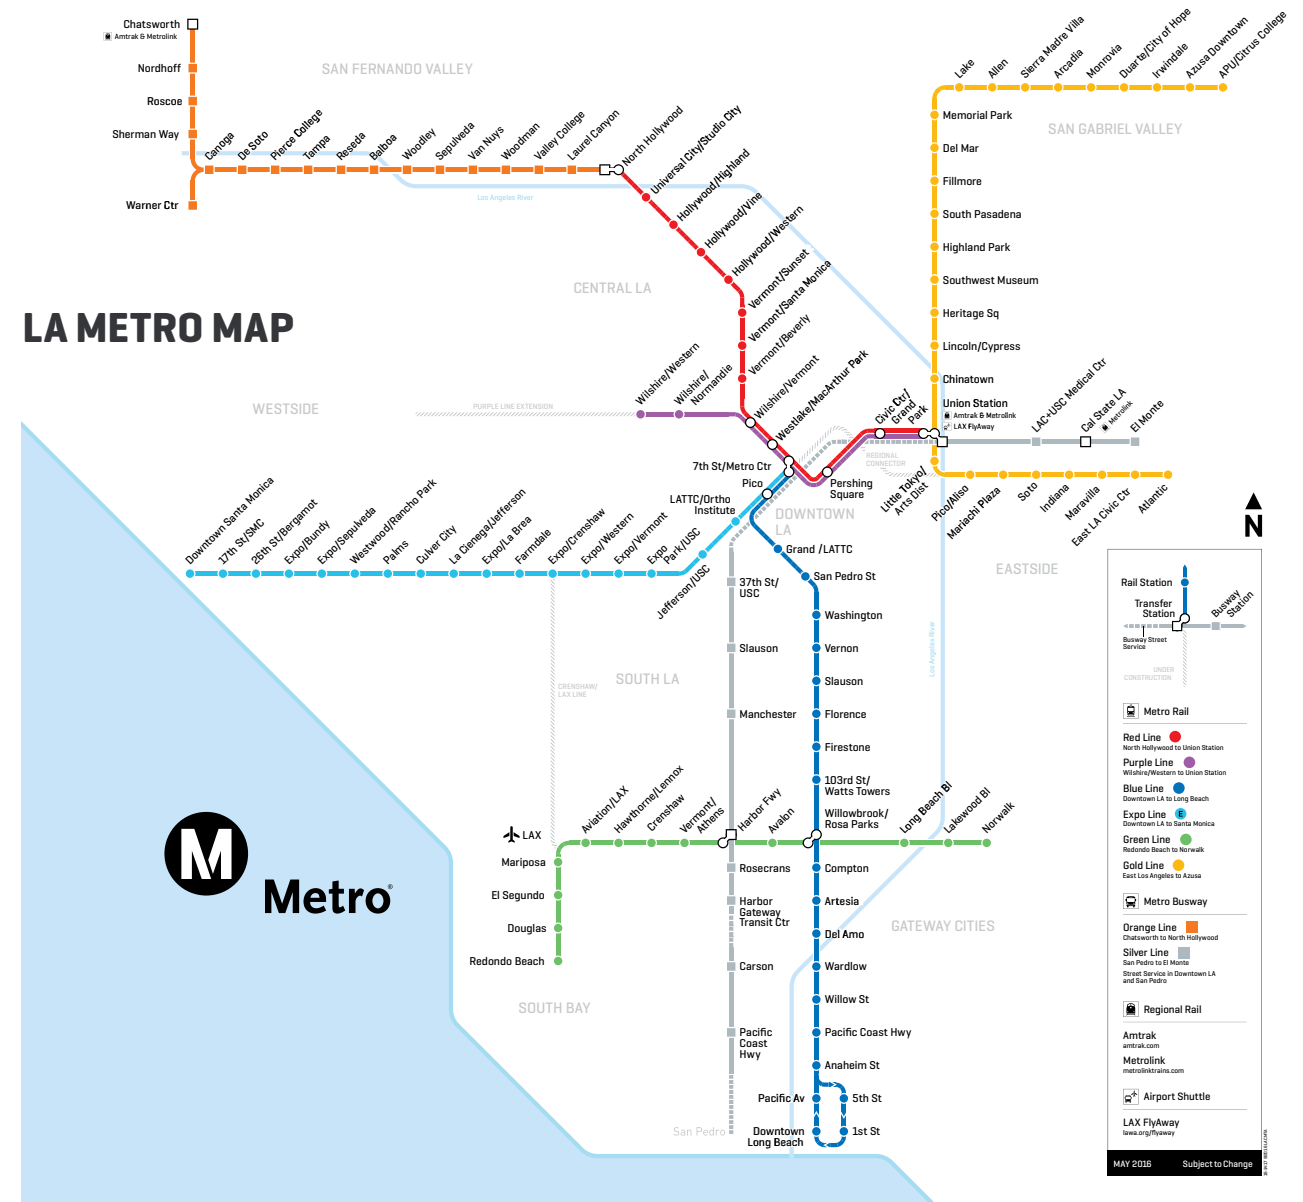 LA METRO MAP
Chatsworth
Amtrak & Metrolink
Nordhoff
Roscoe
Sherman Way
Warner Ctr
Canoga
De Soto
Pierce College
Tampa
Reseda
Balboa
Woodley
Sepulveda
Van Nuys
Woodman
Valley College
Laurel Canyon
North Hollywood
Universal City/Studio City
Hollywood/Highland
Hollywood/Vine
Hollywood/Western
Vermont/Sunset
Vermont/Santa Monica
Vermont/Beverly
Wilshire/Vermont
Westlake/MacArthur Park
Wilshire/Western
Wilshire/
Normandie
SAN FERNANDO VALLEY
Los Angeles River
CENTRAL LA
WESTSIDE
PURPLE LINE EXTENSION
Lake
Allen
Sierra Madre Villa
Arcadia
Monrovia
Duarte/City of Hope
Irwindale
Azusa Downtown
APU/Citrus College
SAN GABRIEL VALLEY
Memorial Park
Del Mar
Fillmore
South Pasadena
Highland Park
Southwest Museum
Heritage Sq
Lincoln/Cypress
Chinatown
Union Station
Amtrak & Metrolink
LAX FlyAway
Civic Ctr/
Grand
Park
LAC+USC Medical Ctr
Cal State LA
Metrolink
El Monte
REGIONAL
CONNECTOR
7th St/Metro Ctr
Pico
Pershing
Square
LATTC/Ortho
Institute
DOWNTOWN
LA
Little Tokyo/
Arts Dist
Pico/Aliso
Mariachi Plaza
Soto
Indiana
Maravilla
East LA Civic Ctr
Atlantic
EASTSIDE
N
Downtown Santa Monica
17th St/SMC
26th St/Bergamot
Expo/Bundy
Expo/Sepulveda
Westwood/Rancho Park
Palms
Culver City
La Cienega/Jefferson
Expo/La Brea
Farmdale
Expo/Crenshaw
Expo/Western
Expo/Vermont
Expo
Park/USC
Jefferson/USC
Grand /LATTC
San Pedro St
Washington
Vernon
Slauson
Florence
Firestone
103rd St/
Watts Towers
Willowbrook/
Rosa Parks
37th St/
USC
Slauson
Manchester
SOUTH LA
CRENSHAW/
LAX LINE
Los Angeles River
LAX
Aviation/LAX
Hawthorne/Lennox
Crenshaw
Vermont/
Athens
Harbor Fwy
Avalon
Long Beach Bl
Lakewood Bl
Norwalk
Mariposa
El Segundo
Douglas
Redondo Beach
Rosecrans
Harbor
Gateway
Transit Ctr
Carson
Pacific
Coast
Hwy
San Pedro
Compton
Artesia
Del Amo
Wardlow
Willow St
Pacific Coast Hwy
Anaheim St
Pacific Av
5th St
Downtown
Long Beach
1st St
GATEWAY CITIES
SOUTH BAY
M
Metro®
Rail Station
Transfer
Station
Busway
Station
Busway Street
Service
UNDER
CONSTRUCTION
Metro Rail
Red Line
North Hollywood to Union Station
Purple Line
Wilshire/Western to Union Station
Blue Line
Downtown LA to Long Beach
Expo Line E
Downtown LA to Santa Monica
Green Line
Redondo Beach to Norwalk
Gold Line
East Los Angeles to Azusa
Metro Busway
Orange Line
Chatsworth to North Hollywood
Silver Line
San Pedro to El Monte
Street Service in Downtown LA
and San Pedro
Regional Rail
Amtrak
amtrak.com
Metrolink
metrolinktrains.com
Airport Shuttle
LAX FlyAway
lawa.org/flyaway
MAY 2016 Subject to Change